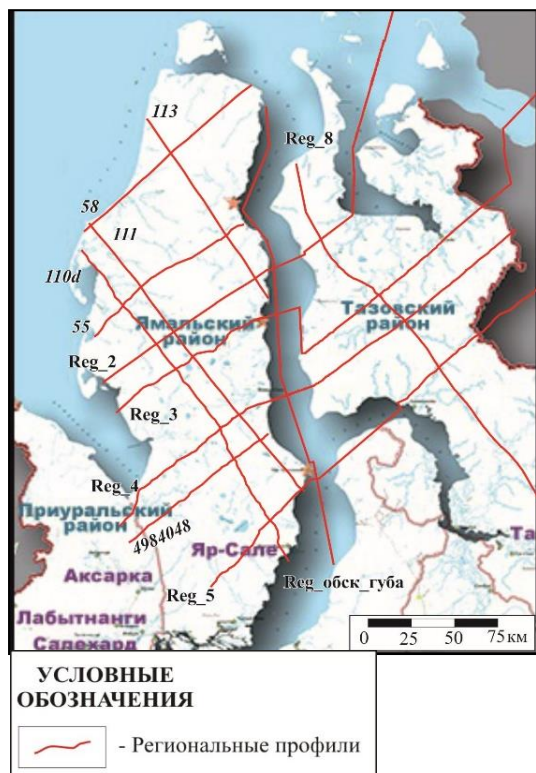 113
Reg_8
58
111
110d
Тазовский
район
55
Ямальский
район
Reg_2
Reg_3
Reg_4
Приуральский
район
4984048
Яр-Сале
Та
Аксарка
Reg_5
Reg_обск_губа
Лабытнанги
Салехард
0 25 50 75 км
УСЛОВНЫЕ
ОБОЗНАЧЕНИЯ
- Региональные профили